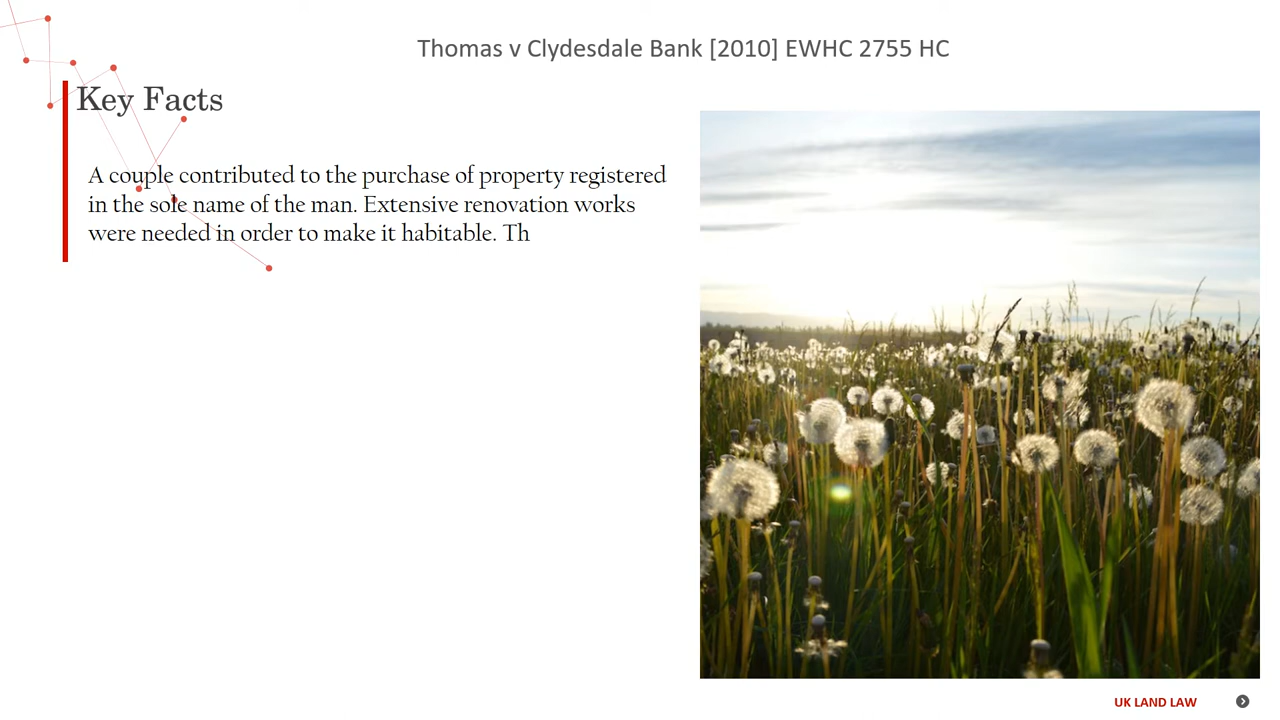 Thomas v Clydesdale Bank [2010] EWHC 2755 HC
Key Facts
A couple contributed to the purchase of property registered
in the sole name of the man. Extensive renovation works
were needed in order to make it habitable. Th
UK LAND LAW